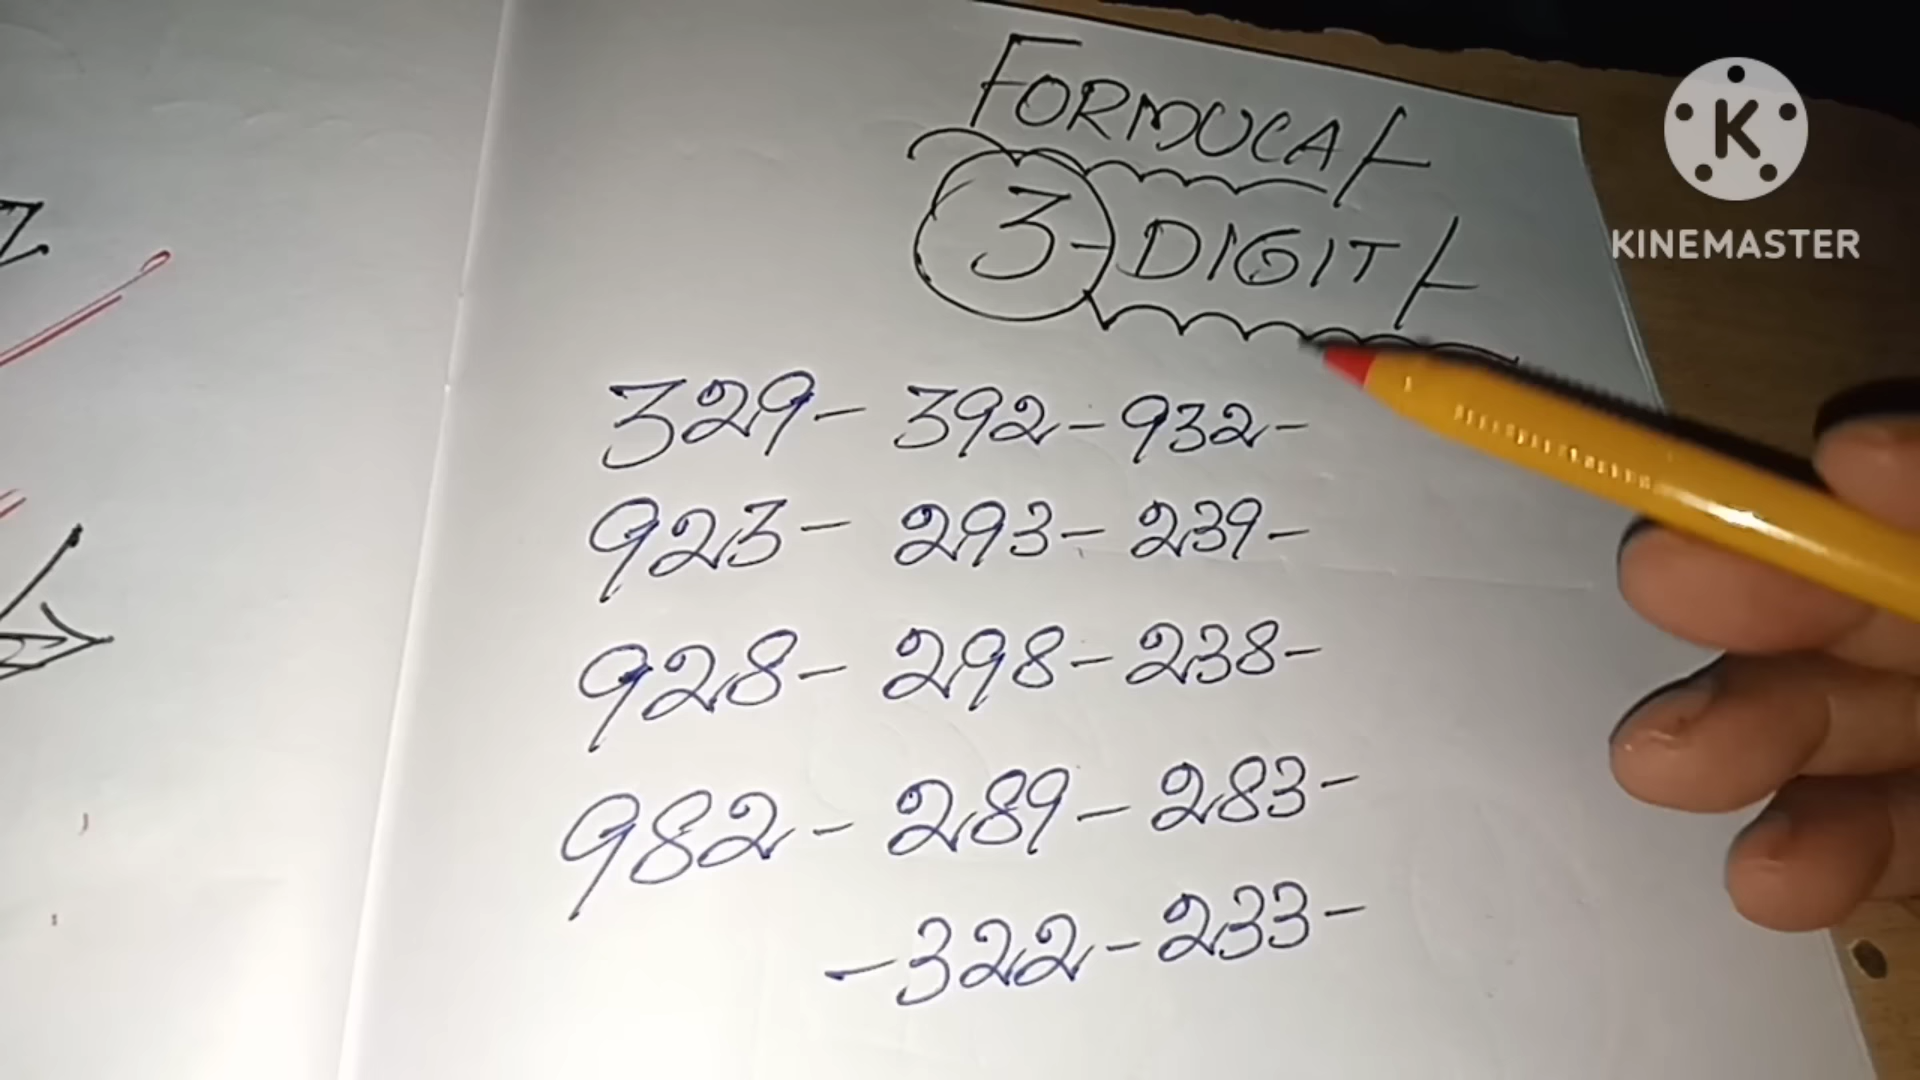 FORMULA/-
3-DIGIT/-
KINEMASTER
329- 392-932-
923- 293-239-
928- 298-238-
982- 289-283-
-322-233-